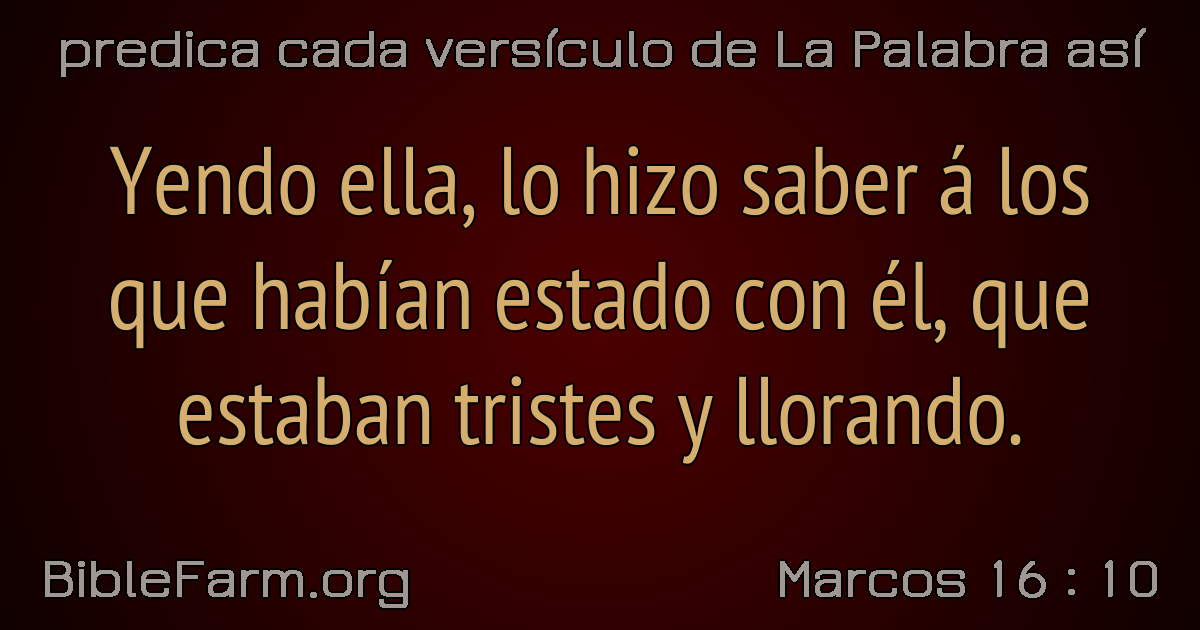 predica cada versículo de La Palabra así
Yendo ella, lo hizo saber á los
que habían estado con él, que
estaban tristes y llorando.
BibleFarm.org
Marcos 16 : 10